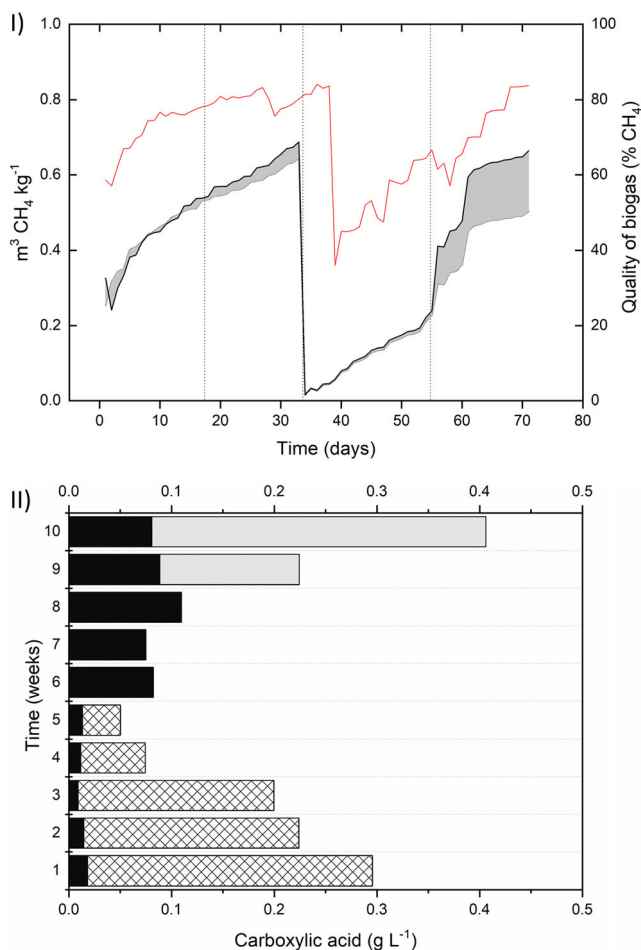 I)
1.0
0.8
0.6
0.4
0.2
0.0
m³ CH₄ kg⁻¹
100
80
60
40
20
0
Quality of biogas (% CH₄)
0 10 20 30 40 50 60 70 80
Time (days)
II)
0.0 0.1 0.2 0.3 0.4 0.5
10
9
8
7
6
5
4
3
2
1
Time (weeks)
0.0 0.1 0.2 0.3 0.4 0.5
Carboxylic acid (g L⁻¹)